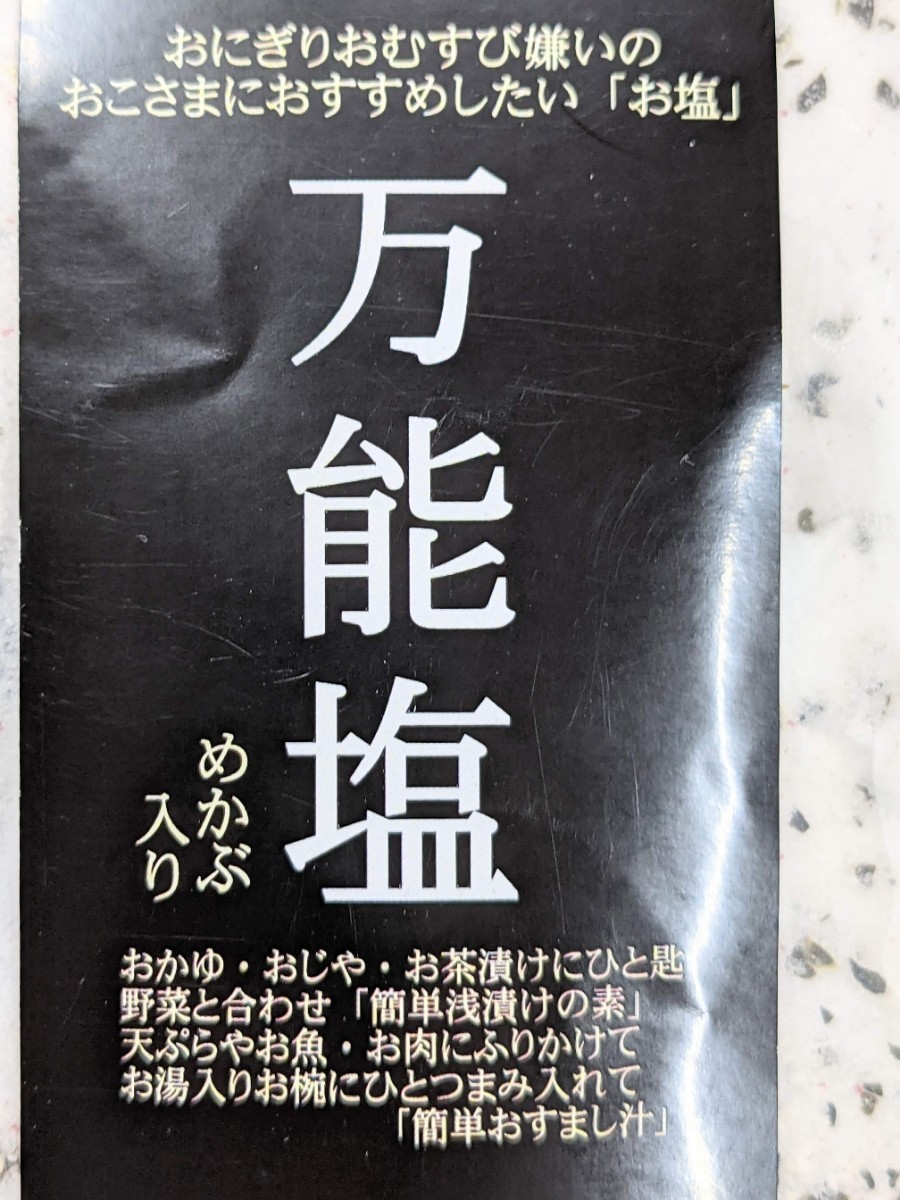 おにぎりおむすび嫌いの
おこさまにおすすめしたい「お塩」
万能塩
めかぶ
入り
おかゆ・おじや・お茶漬けにひと匙
野菜と合わせ「簡単浅漬けの素」
天ぷらやお魚・お肉にふりかけて
お湯入りお椀にひとつまみ入れて
「簡単おすまし汁」